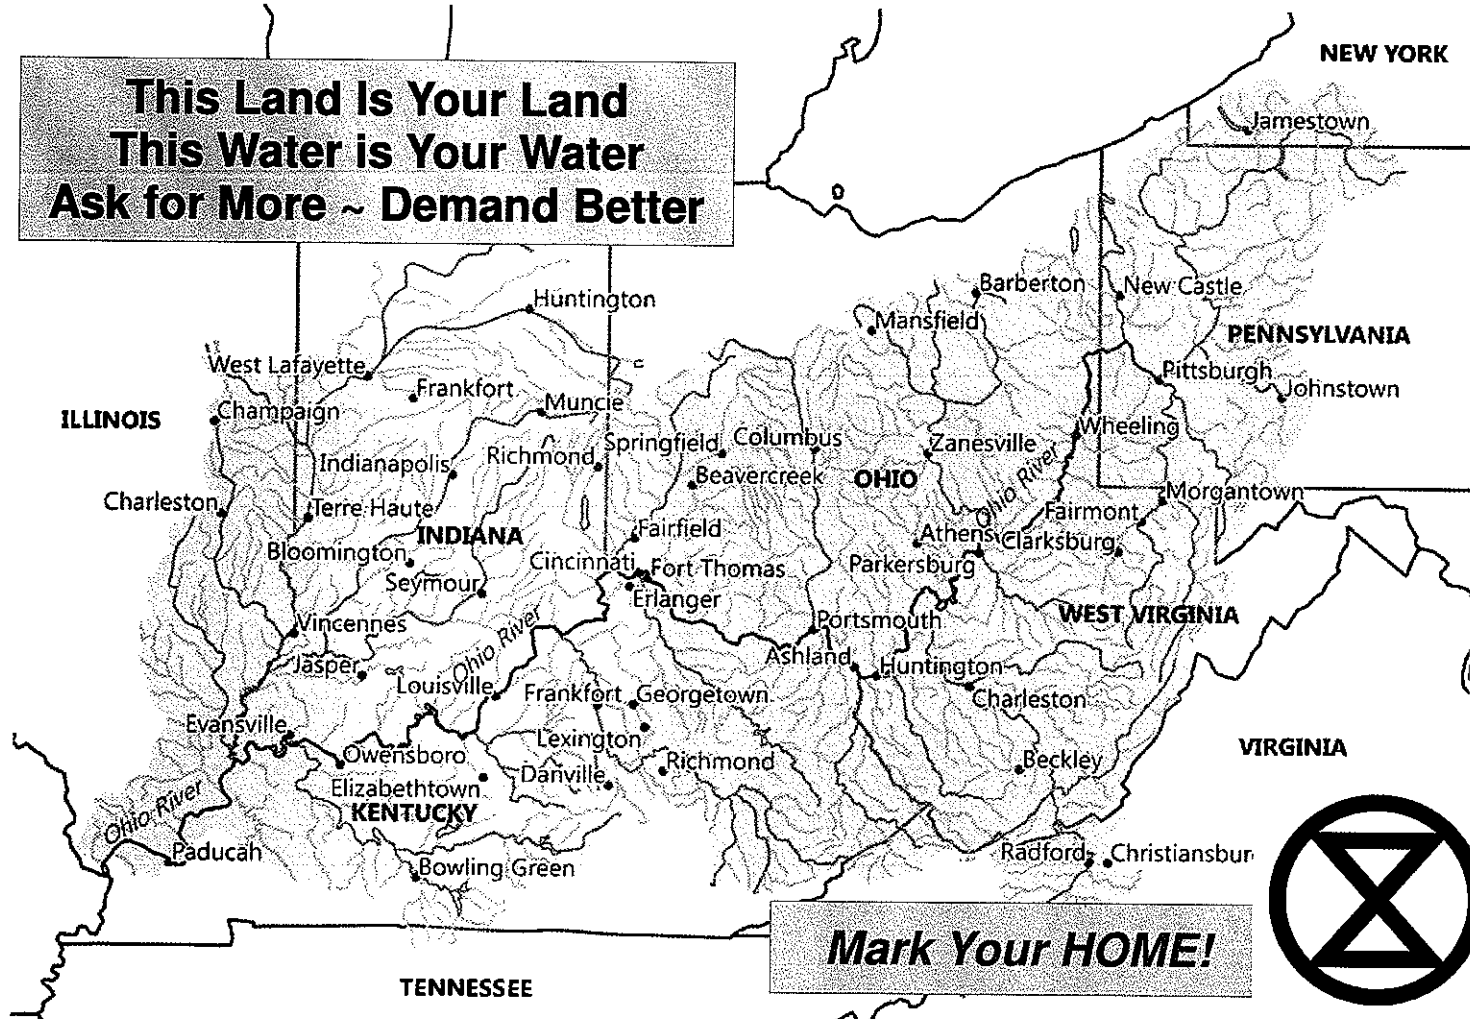 This Land Is Your Land
This Water is Your Water
Ask for More ~ Demand Better
NEW YORK
Jamestown
Huntington
Barberton
New Castle
Mansfield
PENNSYLVANIA
West Lafayette
Pittsburgh
Frankfort
Johnstown
Muncie
Champaign
ILLINOIS
Wheeling
Springfield
Columbus
Zanesville
Richmond
Indianapolis
Beavercreek
OHIO
Ohio River
Morgantown
Charleston
Terre Haute
Fairmont
INDIANA
Fairfield
Athens
Clarksburg
Bloomington
Cincinnati
Fort Thomas
Parkersburg
Seymour
Erlanger
WEST VIRGINIA
Vincennes
Portsmouth
Ohio River
Jasper
Ashland
Huntington
Louisville
Frankfort
Georgetown
Charleston
Evansville
Lexington
VIRGINIA
Owensboro
Richmond
Beckley
Elizabethtown
Danville
Ohio River
KENTUCKY
Paducah
Radford
Christiansbur
Bowling Green
Mark Your HOME!
TENNESSEE